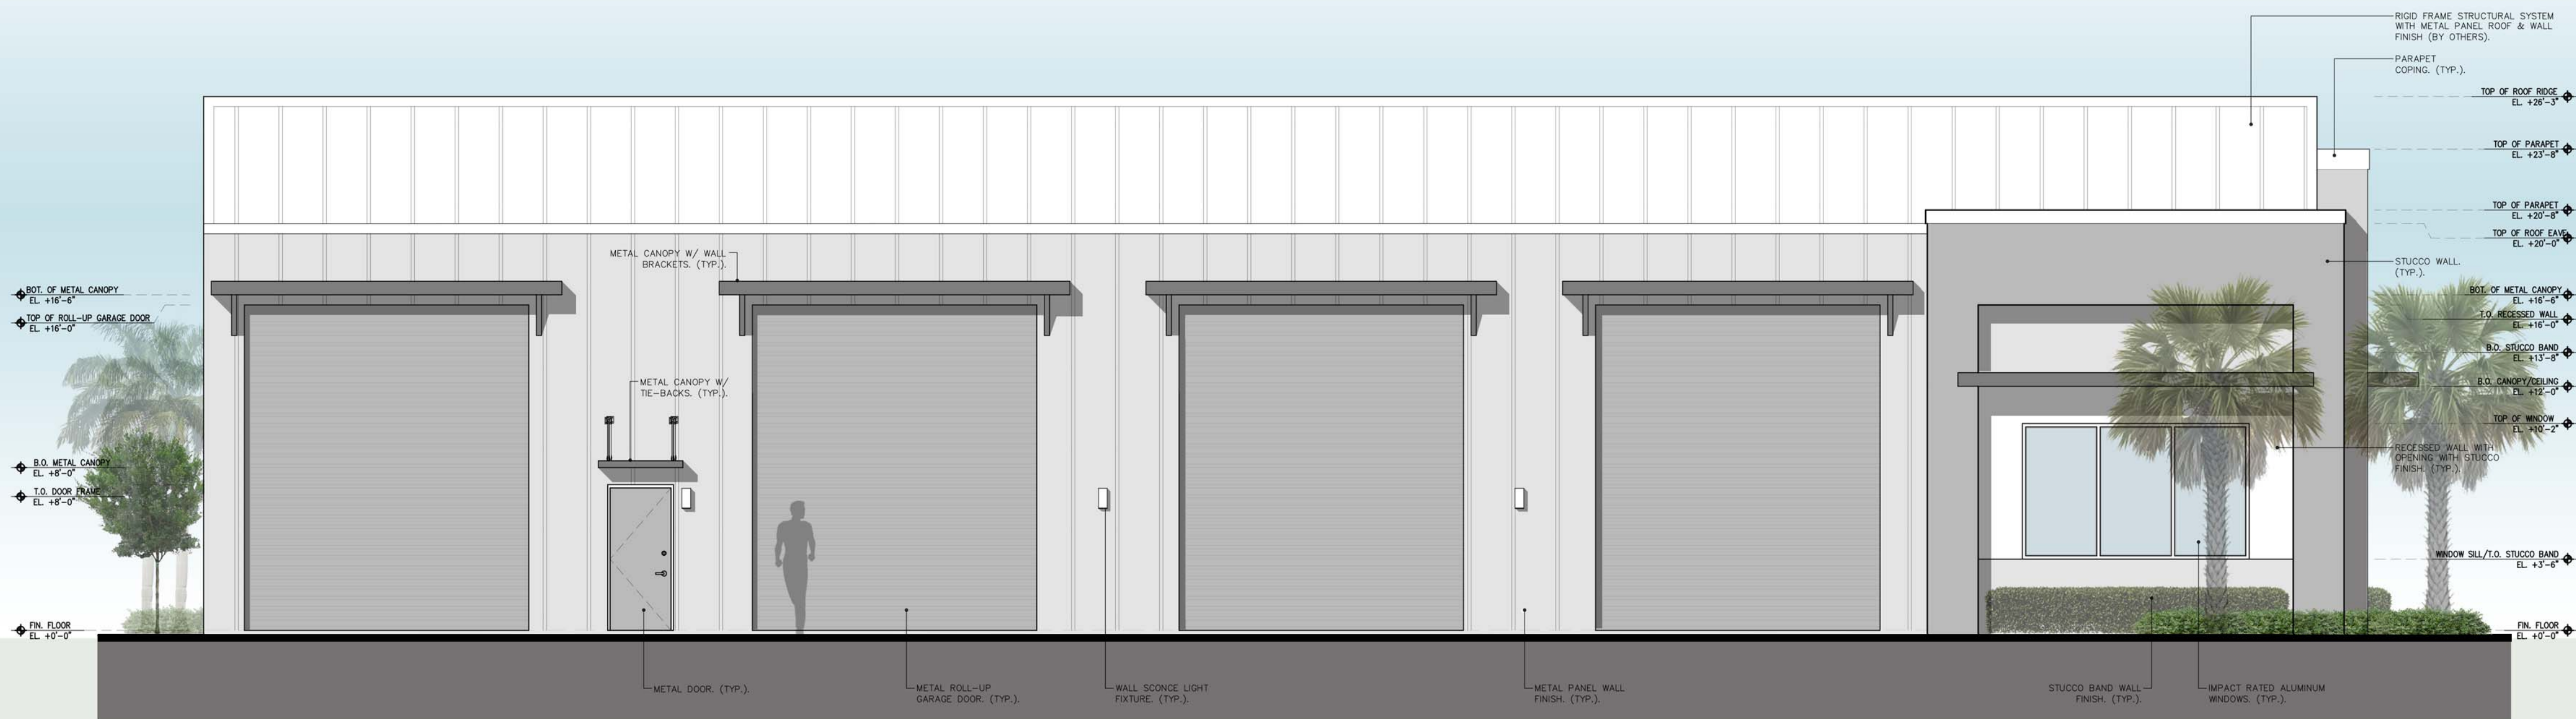 RIGID FRAME STRUCTURAL SYSTEM
WITH METAL PANEL ROOF & WALL
FINISH (BY OTHERS).
PARAPET
COPING. (TYP.).
TOP OF ROOF RIDGE
EL. +26'-3"
TOP OF PARAPET
EL. +23'-8"
TOP OF PARAPET
EL. +20'-8"
TOP OF ROOF EAVE
EL. +20'-0"
STUCCO WALL.
(TYP.).
METAL CANOPY W/ WALL
BRACKETS. (TYP.).
BOT. OF METAL CANOPY
EL. +16'-6"
TOP OF ROLL-UP GARAGE DOOR
EL. +16'-0"
BOT. OF METAL CANOPY
EL. +16'-6"
T.O. RECESSED WALL
EL. +16'-0"
B.O. STUCCO BAND
EL. +13'-8"
METAL CANOPY W/
TIE-BACKS. (TYP.).
B.O. CANOPY/CEILING
EL. +12'-0"
TOP OF WINDOW
EL. +10'-2"
RECESSED WALL WITH
OPENING WITH STUCCO
FINISH. (TYP.).
B.O. METAL CANOPY
EL. +8'-0"
T.O. DOOR FRAME
EL. +8'-0"
WINDOW SILL/T.O. STUCCO BAND
EL. +3'-6"
FIN. FLOOR
EL. +0'-0"
FIN. FLOOR
EL. +0'-0"
METAL DOOR. (TYP.).
METAL ROLL-UP
GARAGE DOOR. (TYP.).
WALL SCONCE LIGHT
FIXTURE. (TYP.).
METAL PANEL WALL
FINISH. (TYP.).
STUCCO BAND WALL
FINISH. (TYP.).
IMPACT RATED ALUMINUM
WINDOWS. (TYP.).